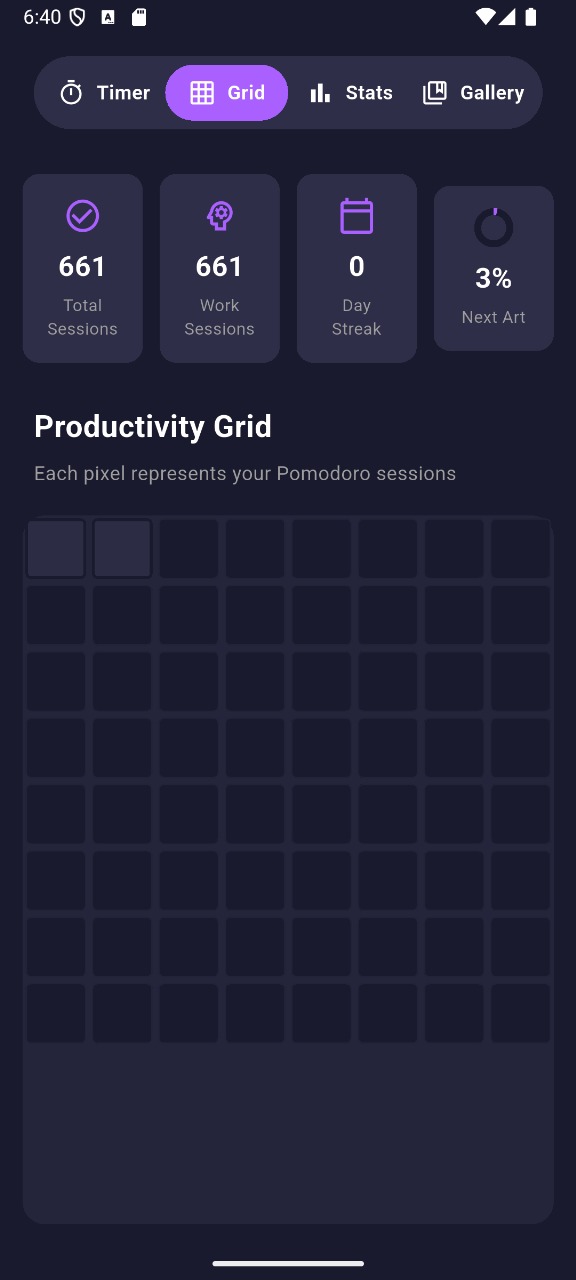 6:40
Timer
Grid
Stats
Gallery
661
Total
Sessions
661
Work
Sessions
0
Day
Streak
3%
Next Art
Productivity Grid
Each pixel represents your Pomodoro sessions